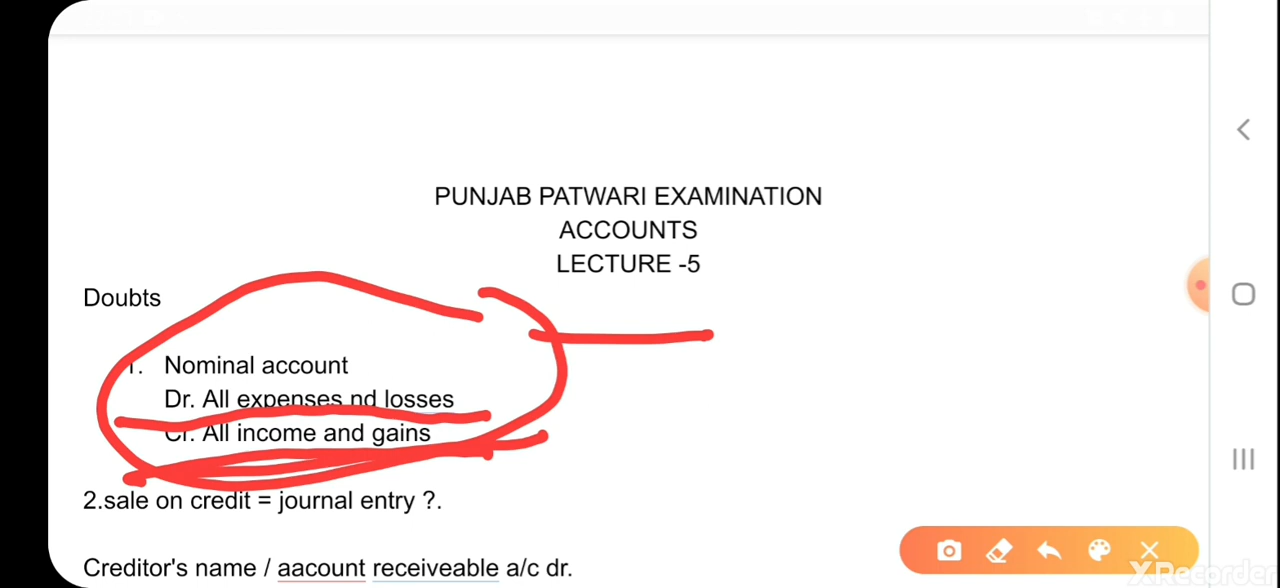 PUNJAB PATWARI EXAMINATION
ACCOUNTS
LECTURE -5
Doubts
1. Nominal account
Dr. All expenses nd losses
Cr. All income and gains
2.sale on credit = journal entry ?.
Creditor's name / aacount receiveable a/c dr.
XRecorder